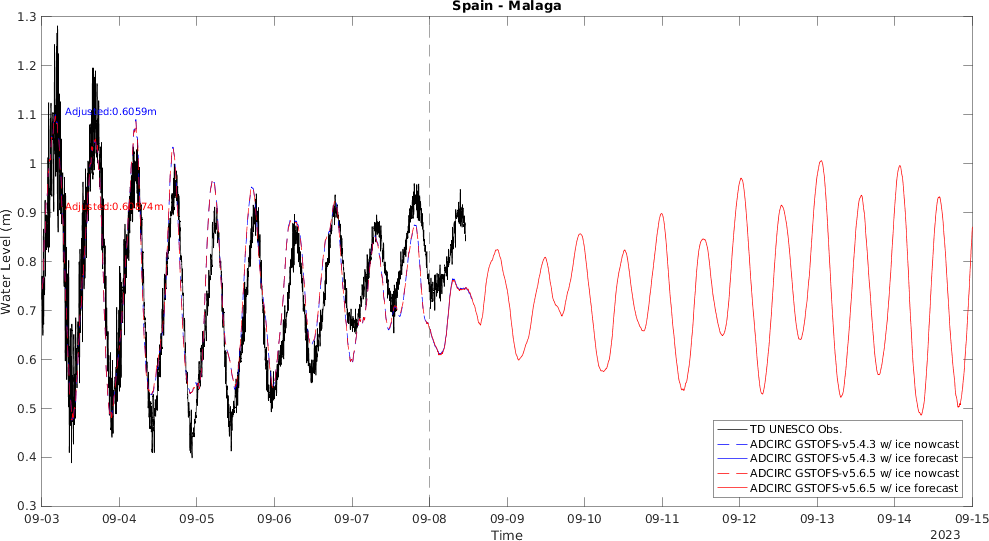 Spain - Malaga
1.3
1.2
1.1
1
0.9
0.8
0.7
0.6
0.5
0.4
0.3
Water Level (m)
Adjusted:0.6059m
09-03
09-04
09-05
09-06
09-07
09-08
09-09
09-10
09-11
09-12
09-13
09-14
09-15
Time
2023
TD UNESCO Obs.
ADCIRC GSTOFS-v5.4.3 w/ ice nowcast
ADCIRC GSTOFS-v5.4.3 w/ ice forecast
ADCIRC GSTOFS-v5.6.5 w/ ice nowcast
ADCIRC GSTOFS-v5.6.5 w/ ice forecast